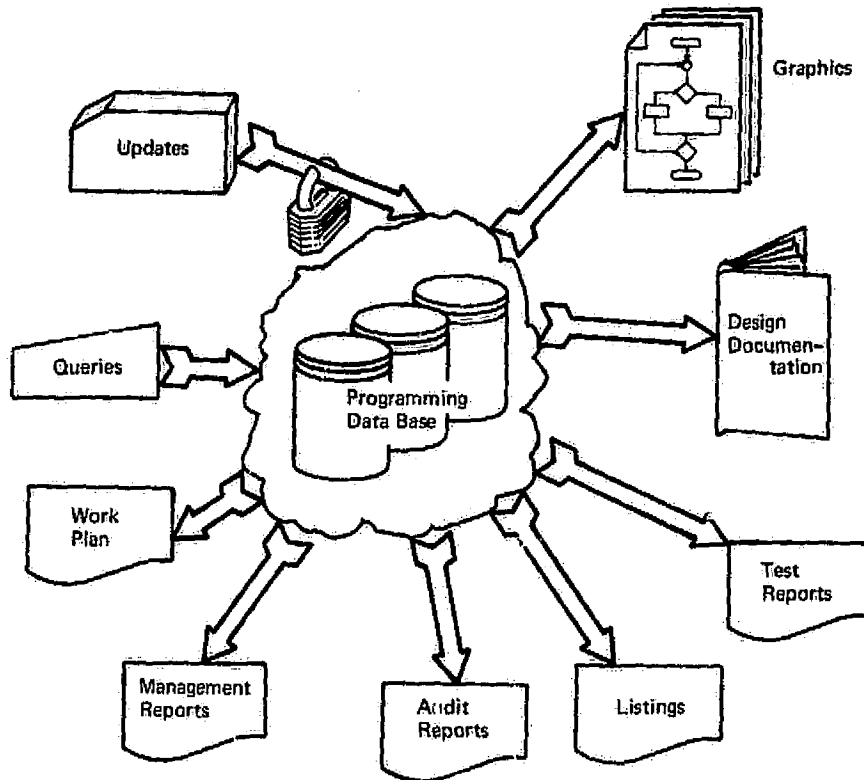 Graphics
Updates
Design
Documen-
tation
Queries
Programming
Data Base
Work
Plan
Test
Reports
Management
Reports
Audit
Reports
Listings